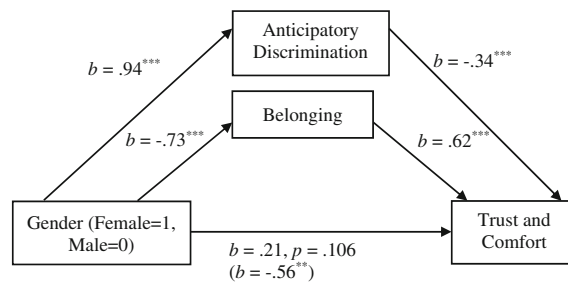 Anticipatory
Discrimination
b = .94***
b = -.34***
Belonging
b = -.73***
b = .62***
Gender (Female=1,
Male=0)
Trust and
Comfort
b = .21, p = .106
(b = -.56**)